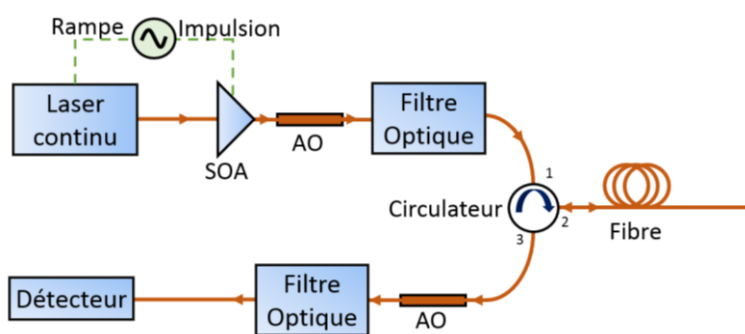 Rampe
Impulsion
Laser
continu
SOA
AO
Filtre
Optique
Circulateur
1
2
3
Fibre
Détecteur
Filtre
Optique
AO